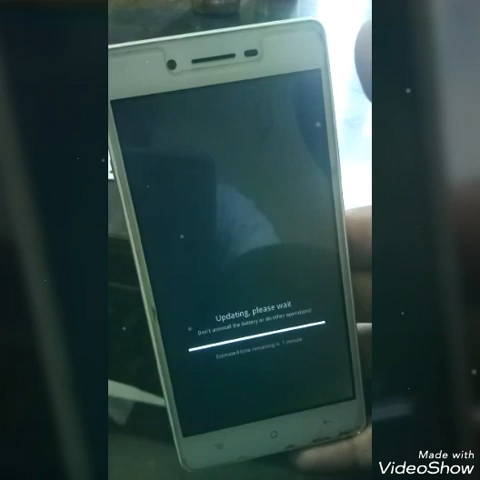 Updating, please wait
Don't uninstall the battery or do other operations!
Estimated time remaining is 1 minute
Made with
VideoShow